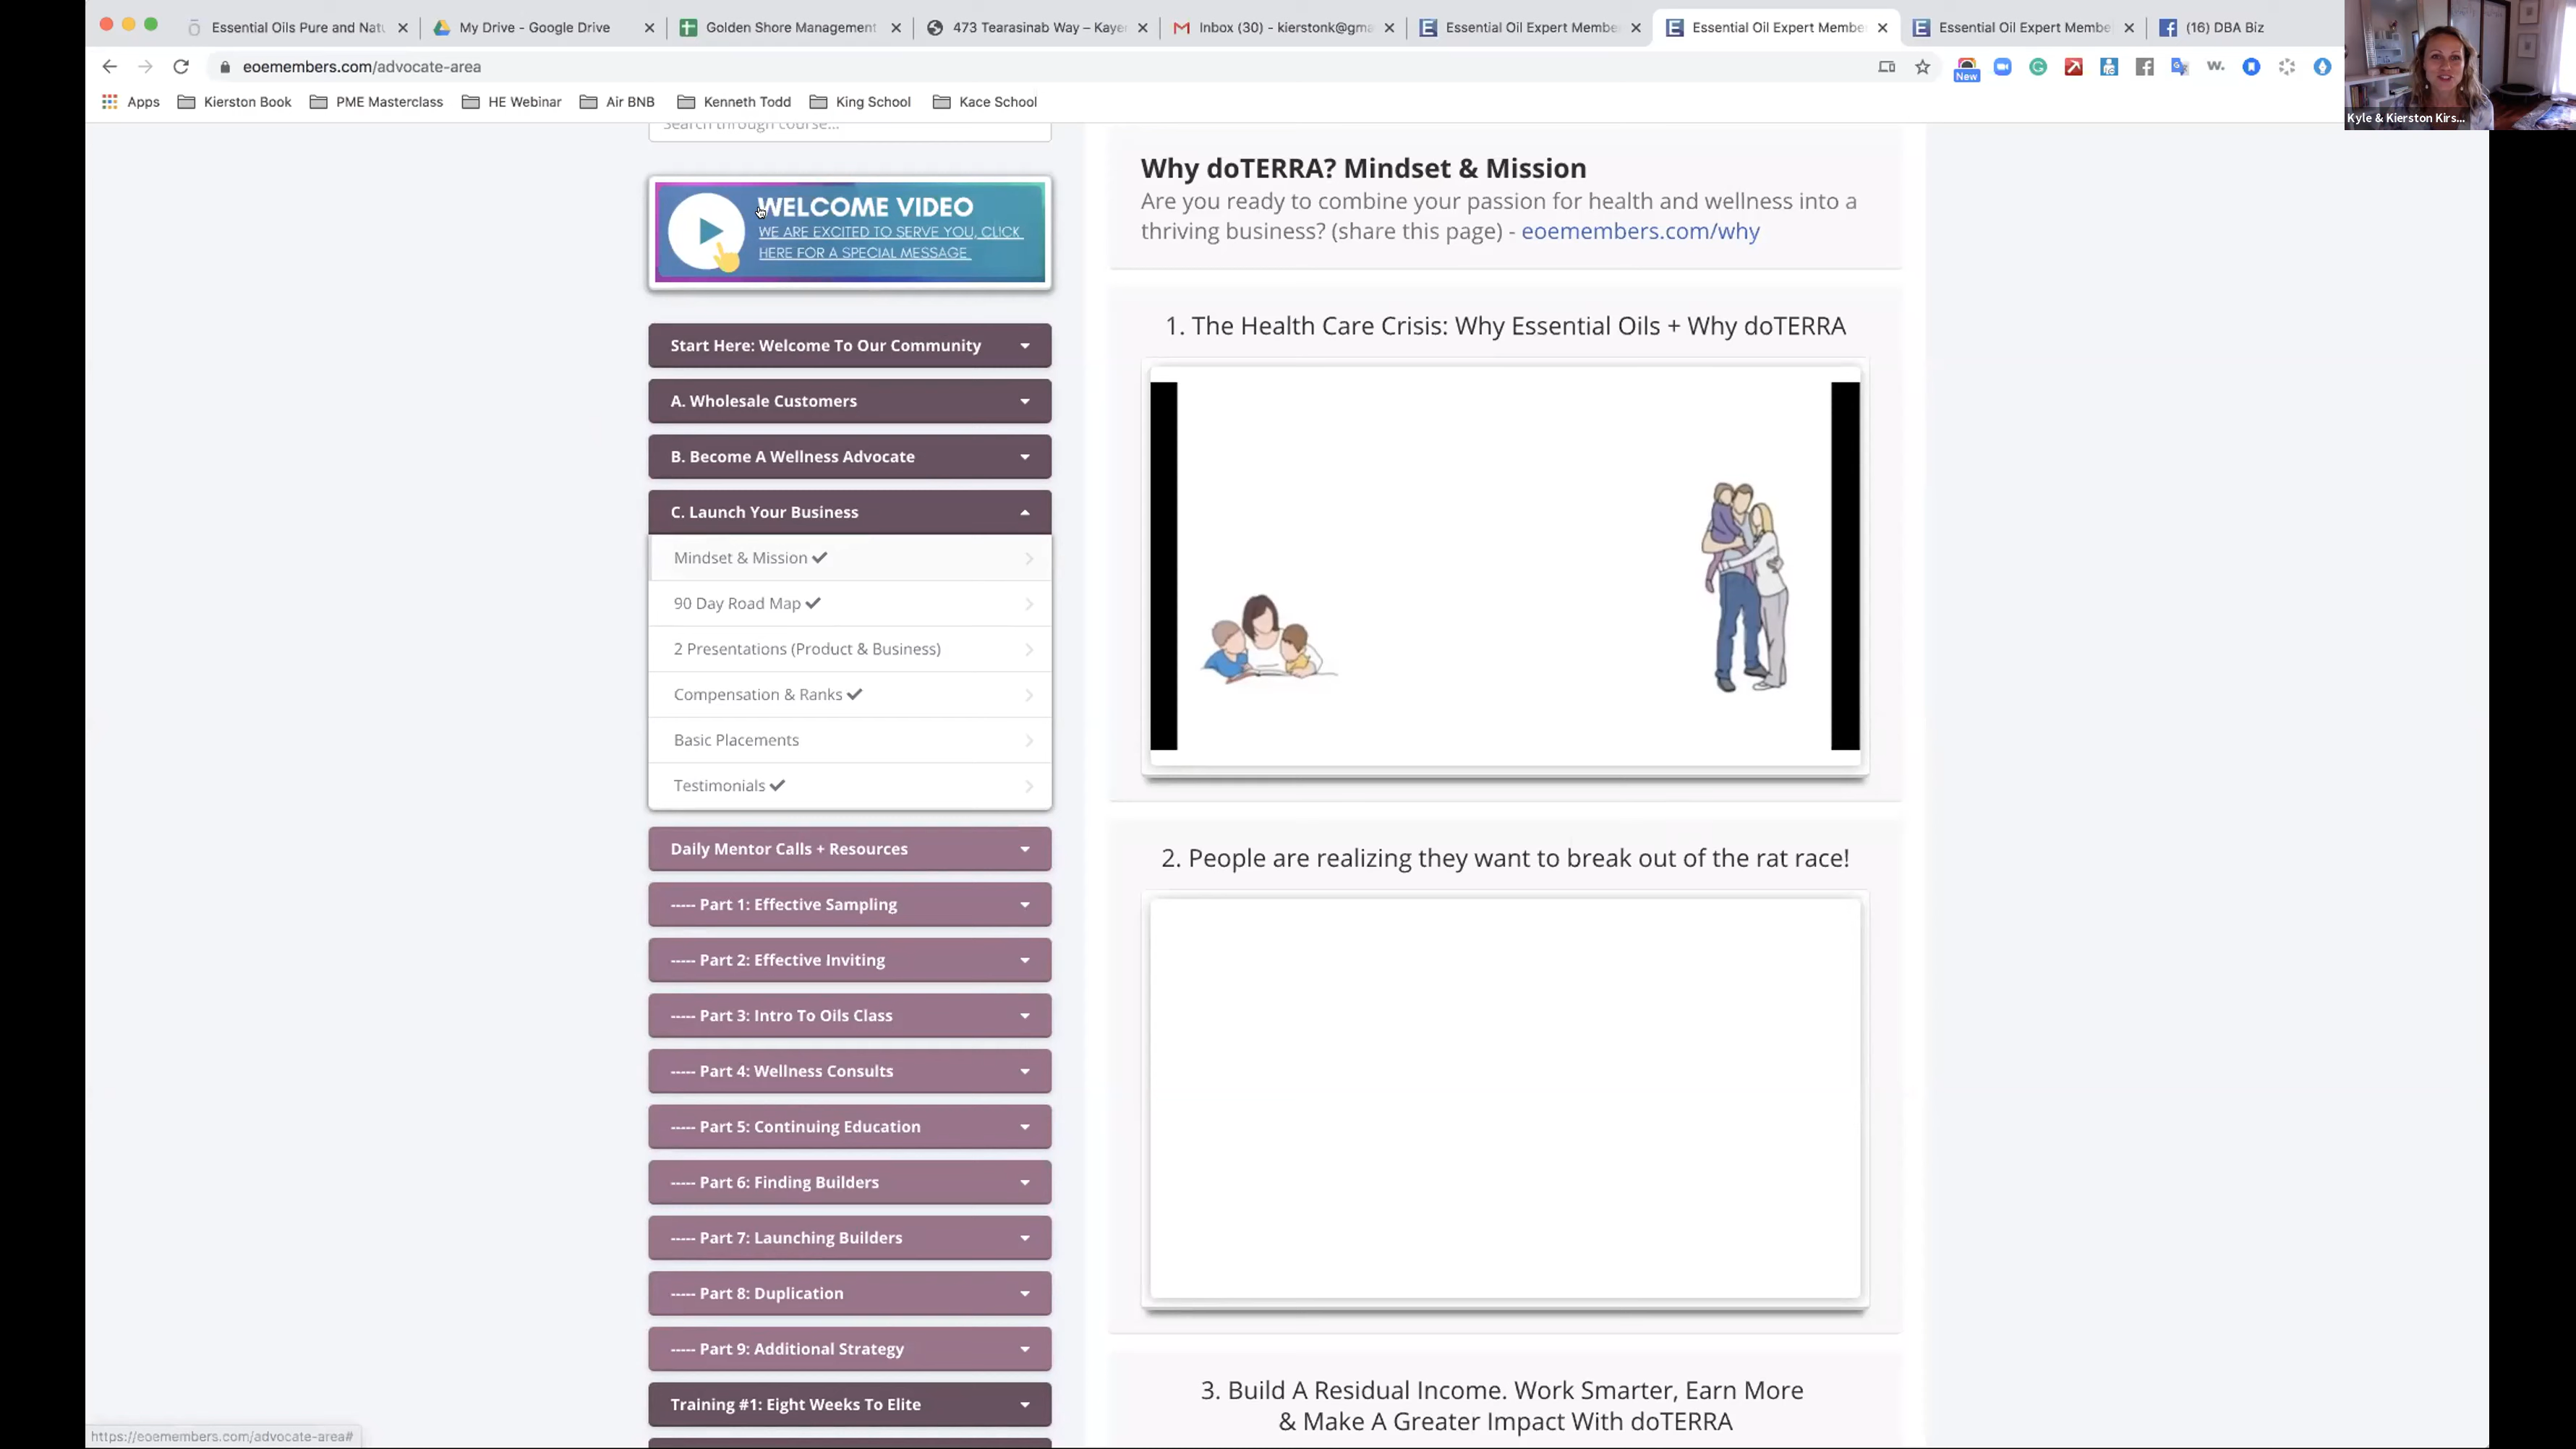 Essential Oils Pure and Natu
My Drive - Google Drive
Golden Shore Management
473 Tearasinab Way – Kayer
Inbox (30) - kierstonk@gma
Essential Oil Expert Membe
Essential Oil Expert Membe
Essential Oil Expert Membe
(16) DBA Biz
eoemembers.com/advocate-area
New
Apps
Kierston Book
PME Masterclass
HE Webinar
Air BNB
Kenneth Todd
King School
Kace School
Kyle & Kierston Kirs...
Search through course...
WELCOME VIDEO
WE ARE EXCITED TO SERVE YOU, CLICK
HERE FOR A SPECIAL MESSAGE
Start Here: Welcome To Our Community
A. Wholesale Customers
B. Become A Wellness Advocate
C. Launch Your Business
Mindset & Mission
90 Day Road Map
2 Presentations (Product & Business)
Compensation & Ranks
Basic Placements
Testimonials
Daily Mentor Calls + Resources
----- Part 1: Effective Sampling
----- Part 2: Effective Inviting
----- Part 3: Intro To Oils Class
----- Part 4: Wellness Consults
----- Part 5: Continuing Education
----- Part 6: Finding Builders
----- Part 7: Launching Builders
----- Part 8: Duplication
----- Part 9: Additional Strategy
Training #1: Eight Weeks To Elite
Why doTERRA? Mindset & Mission
Are you ready to combine your passion for health and wellness into a
thriving business? (share this page) - eoemembers.com/why
1. The Health Care Crisis: Why Essential Oils + Why doTERRA
2. People are realizing they want to break out of the rat race!
3. Build A Residual Income. Work Smarter, Earn More
& Make A Greater Impact With doTERRA
https://eoemembers.com/advocate-area#